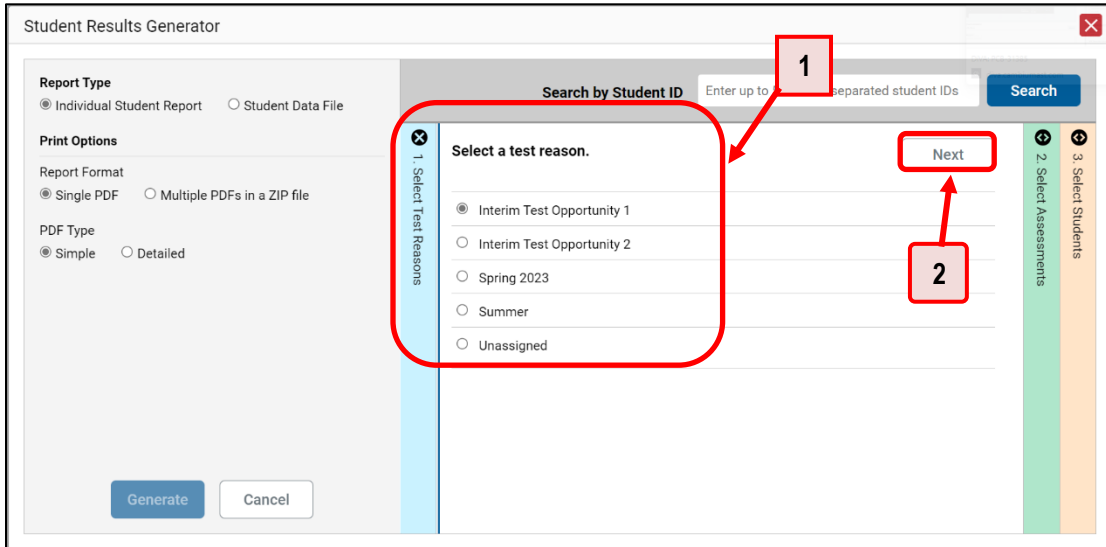 Student Results Generator
Report Type
Individual Student Report Student Data File
Print Options
Report Format
Single PDF Multiple PDFs in a ZIP file
PDF Type
Simple Detailed
Generate Cancel
Search by Student ID Enter up to separated student IDs Search
1
1. Select Test Reasons
Select a test reason. Next
Interim Test Opportunity 1
Interim Test Opportunity 2
Spring 2023
Summer
Unassigned
2
2. Select Assessments
3. Select Students